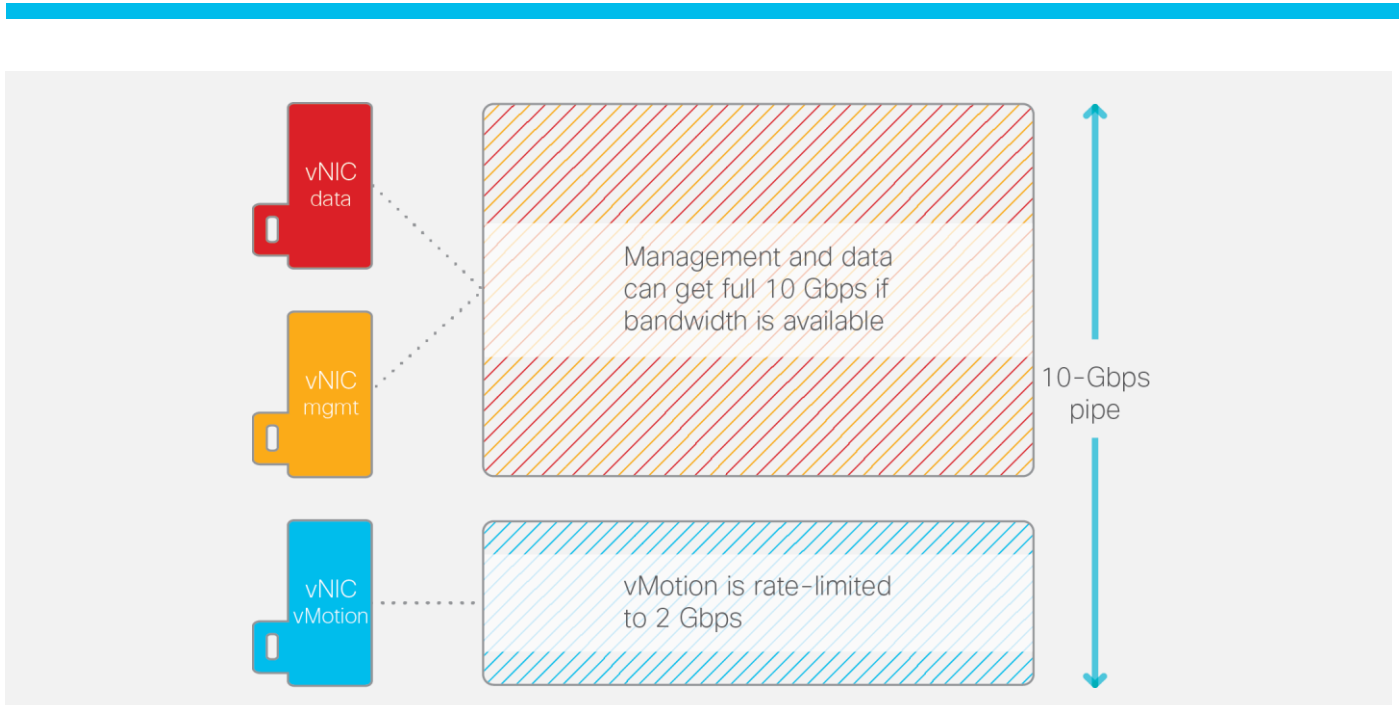 vNIC
data
Management and data
can get full 10 Gbps if
bandwidth is available
vNIC
mgmt
10-Gbps
pipe
vNIC
vMotion
vMotion is rate-limited
to 2 Gbps